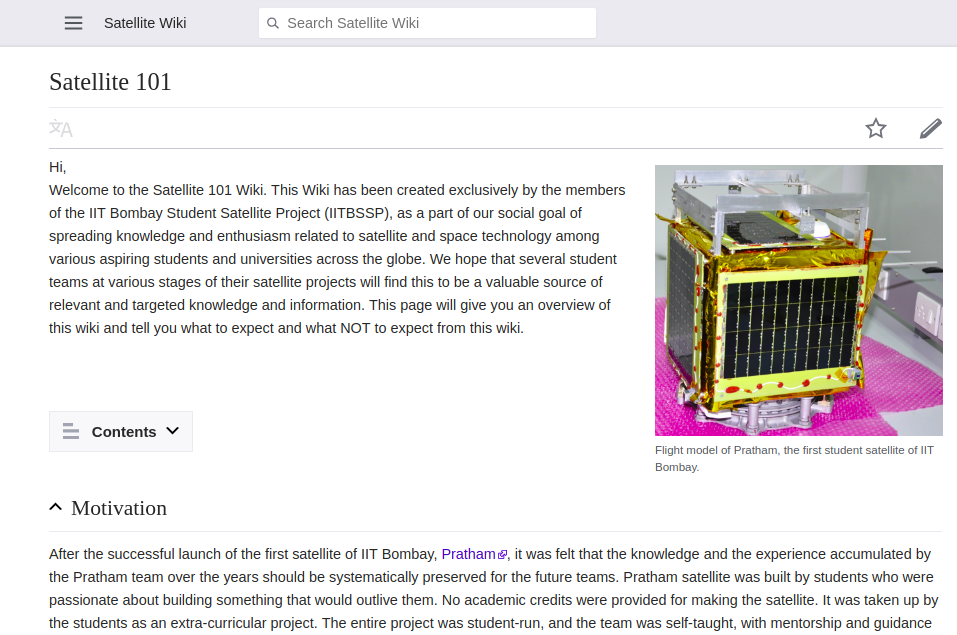 Satellite Wiki
Search Satellite Wiki
Satellite 101
文A
Hi,
Welcome to the Satellite 101 Wiki. This Wiki has been created exclusively by the members
of the IIT Bombay Student Satellite Project (IITBSSP), as a part of our social goal of
spreading knowledge and enthusiasm related to satellite and space technology among
various aspiring students and universities across the globe. We hope that several student
teams at various stages of their satellite projects will find this to be a valuable source of
relevant and targeted knowledge and information. This page will give you an overview of
this wiki and tell you what to expect and what NOT to expect from this wiki.
Flight model of Pratham, the first student satellite of IIT
Bombay.
Contents
Motivation
After the successful launch of the first satellite of IIT Bombay, Pratham, it was felt that the knowledge and the experience accumulated by
the Pratham team over the years should be systematically preserved for the future teams. Pratham satellite was built by students who were
passionate about building something that would outlive them. No academic credits were provided for making the satellite. It was taken up by
the students as an extra-curricular project. The entire project was student-run, and the team was self-taught, with mentorship and guidance